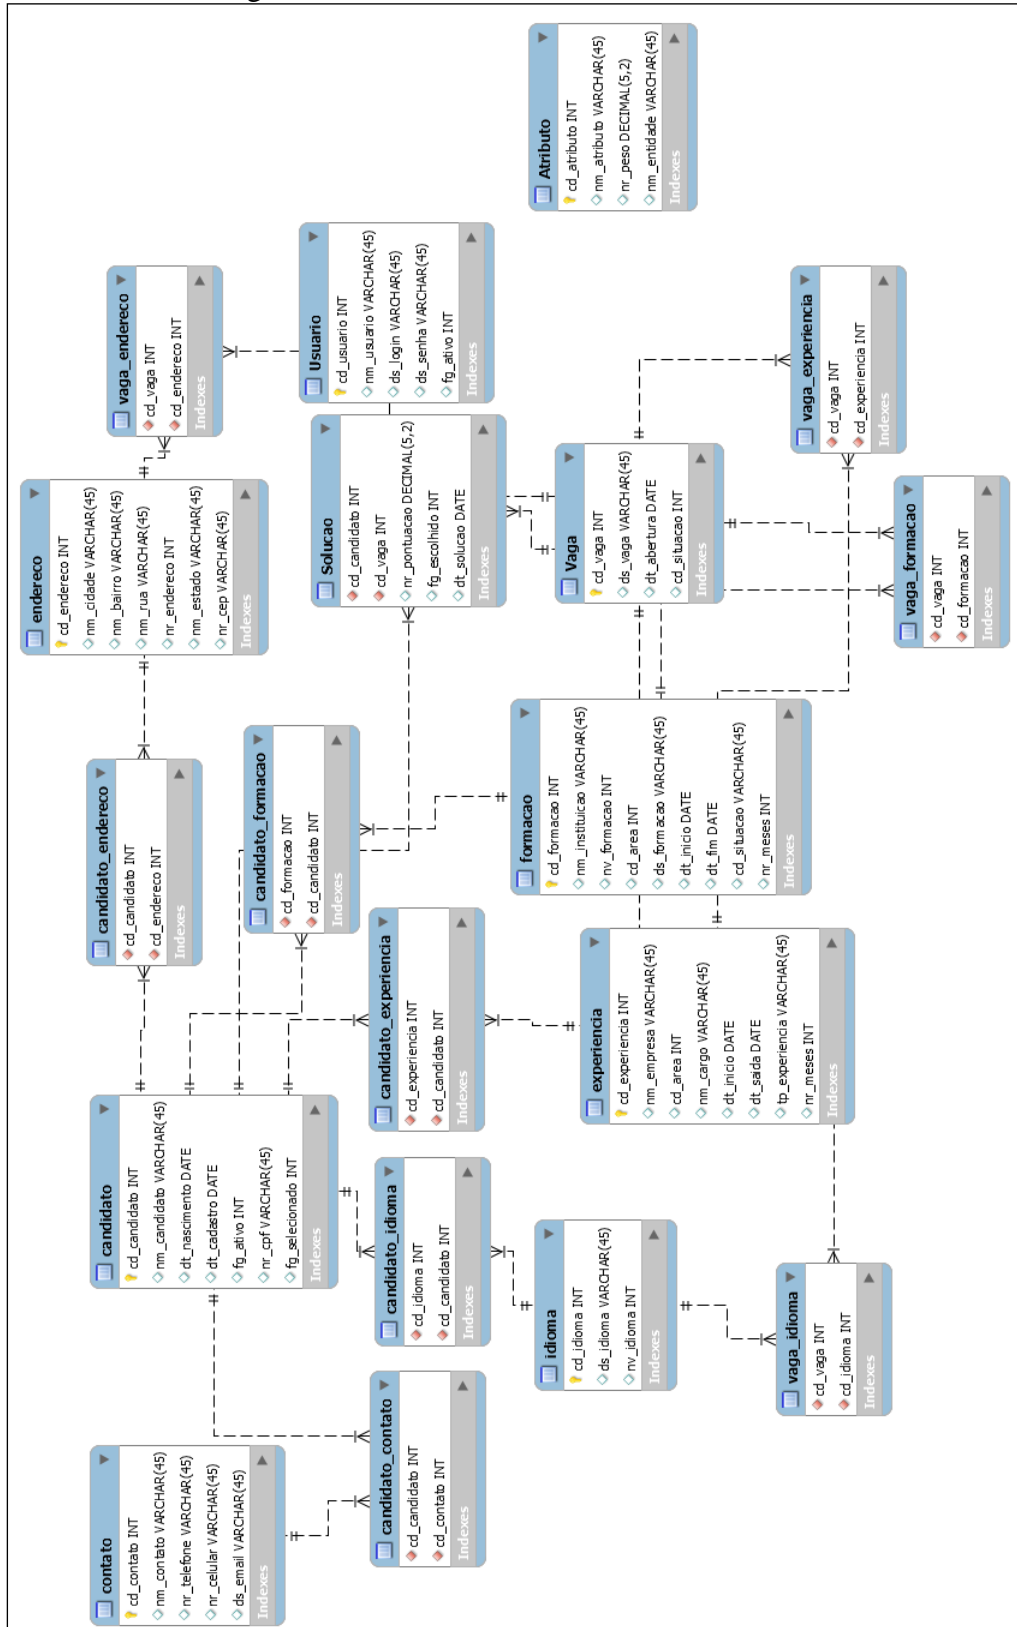 contato
cd_contato INT
nm_contato VARCHAR(45)
nr_telefone VARCHAR(45)
nr_celular VARCHAR(45)
ds_email VARCHAR(45)
Indexes
candidato
cd_candidato INT
nm_candidato VARCHAR(45)
dt_nascimento DATE
dt_cadastro DATE
fg_ativo INT
nr_cpf VARCHAR(45)
fg_selecionado INT
Indexes
candidato_endereco
cd_candidato INT
cd_endereco INT
Indexes
endereco
cd_endereco INT
nm_cidade VARCHAR(45)
nm_bairro VARCHAR(45)
nm_rua VARCHAR(45)
nr_endereco INT
nm_estado VARCHAR(45)
nr_cep VARCHAR(45)
Indexes
vaga_endereco
cd_vaga INT
cd_endereco INT
Indexes
candidato_contato
cd_candidato INT
cd_contato INT
Indexes
candidato_idioma
cd_idioma INT
cd_candidato INT
Indexes
candidato_experiencia
cd_experiencia INT
cd_candidato INT
Indexes
candidato_formacao
cd_formacao INT
cd_candidato INT
Indexes
Solucao
cd_candidato INT
cd_vaga INT
nr_pontuacao DECIMAL(5,2)
fg_escolhido INT
dt_solucao DATE
Indexes
Usuario
cd_usuario INT
nm_usuario VARCHAR(45)
ds_login VARCHAR(45)
ds_senha VARCHAR(45)
fg_ativo INT
Indexes
idioma
cd_idioma INT
ds_idioma VARCHAR(45)
nv_idioma INT
Indexes
experiencia
cd_experiencia INT
nm_empresa VARCHAR(45)
cd_area INT
nm_cargo VARCHAR(45)
dt_inicio DATE
dt_saida DATE
tp_experiencia VARCHAR(45)
nr_meses INT
Indexes
formacao
cd_formacao INT
nm_instituicao VARCHAR(45)
nv_formacao INT
cd_area INT
ds_formacao VARCHAR(45)
dt_inicio DATE
dt_fim DATE
cd_situacao VARCHAR(45)
nr_meses INT
Indexes
Vaga
cd_vaga INT
ds_vaga VARCHAR(45)
dt_abertura DATE
cd_situacao INT
Indexes
Atributo
cd_atributo INT
nm_atributo VARCHAR(45)
nr_peso DECIMAL(5,2)
nm_entidade VARCHAR(45)
Indexes
vaga_idioma
cd_vaga INT
cd_idioma INT
Indexes
vaga_formacao
cd_vaga INT
cd_formacao INT
Indexes
vaga_experiencia
cd_vaga INT
cd_experiencia INT
Indexes